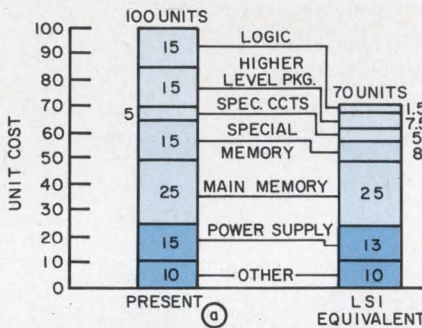 100 UNITS
100
90
80
70
60
50
40
30
20
10
0
UNIT COST
15
15
5
15
25
15
10
LOGIC
HIGHER
LEVEL PKG.
SPEC. CCTS
SPECIAL
MEMORY
MAIN MEMORY
POWER SUPPLY
OTHER
70 UNITS
1.5
5
8
25
13
10
PRESENT
a
LSI
EQUIVALENT